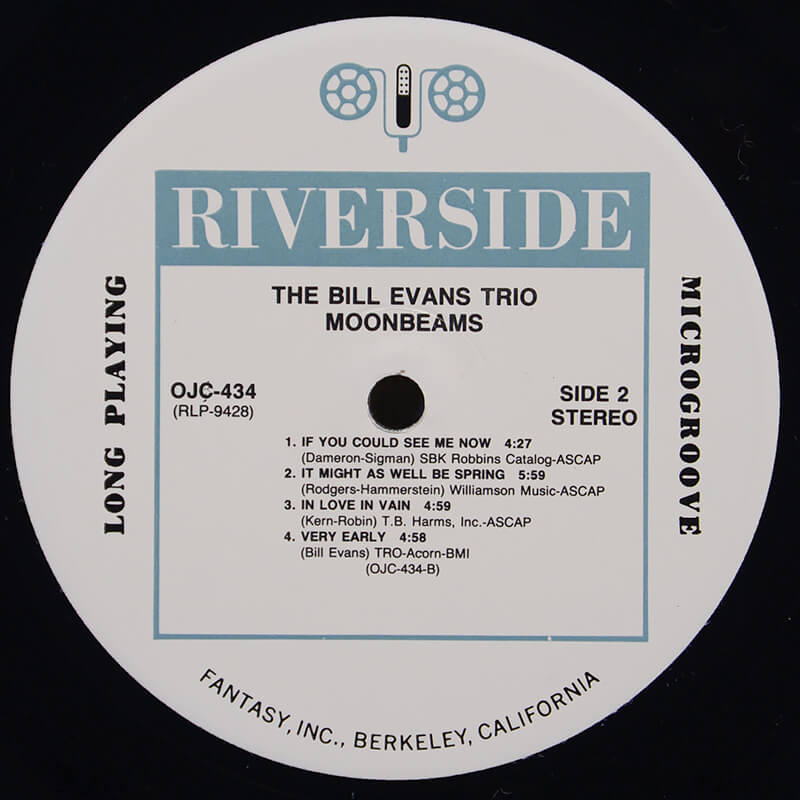 RIVERSIDE
THE BILL EVANS TRIO
MOONBEAMS
LONG PLAYING
MICROGROOVE
OJC-434
(RLP-9428)
SIDE 2
STEREO
1. IF YOU COULD SEE ME NOW 4:27
(Dameron-Sigman) SBK Robbins Catalog-ASCAP
2. IT MIGHT AS WELL BE SPRING 5:59
(Rodgers-Hammerstein) Williamson Music-ASCAP
3. IN LOVE IN VAIN 4:59
(Kern-Robin) T.B. Harms, Inc.-ASCAP
4. VERY EARLY 4:58
(Bill Evans) TRO-Acorn-BMI
(OJC-434-B)
FANTASY, INC., BERKELEY, CALIFORNIA